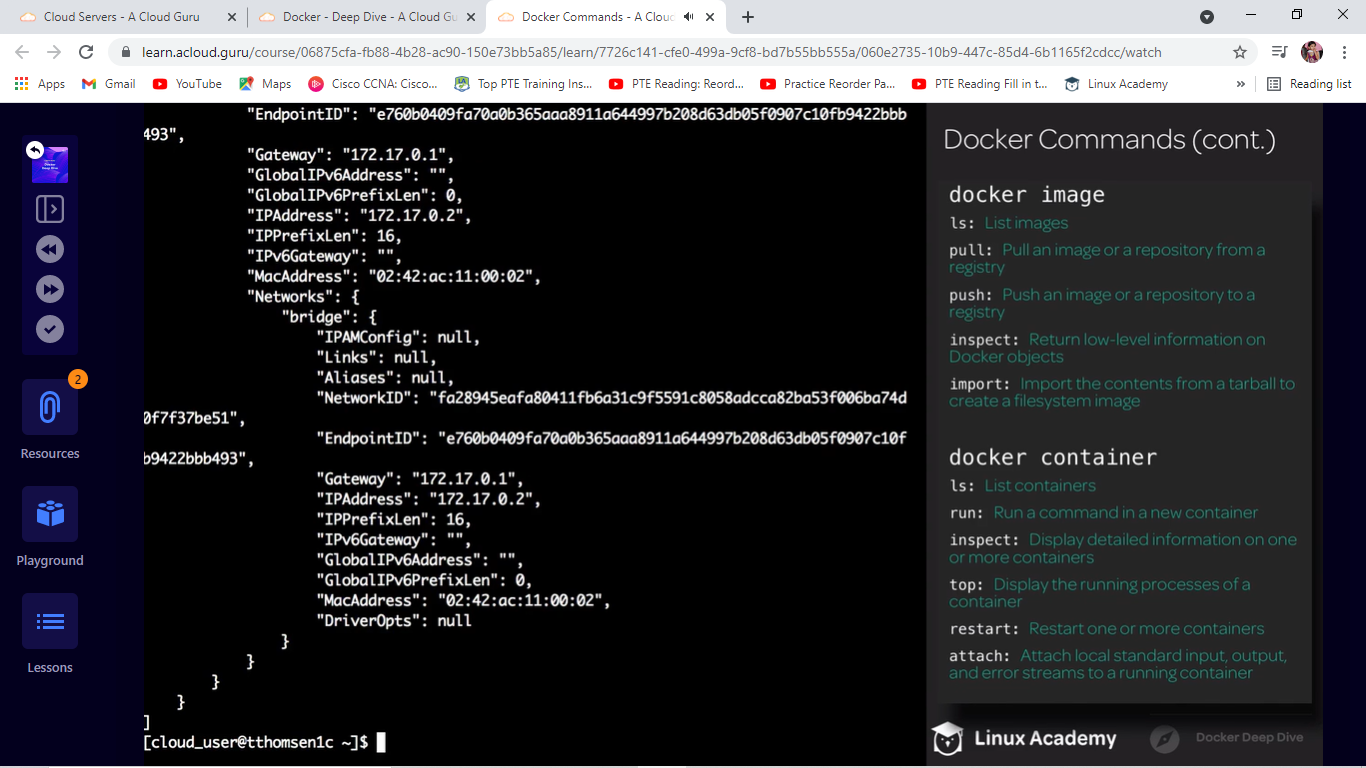 Cloud Servers - A Cloud Guru
Docker - Deep Dive - A Cloud Gu
Docker Commands - A Cloud
learn.acloud.guru/course/06875cfa-fb88-4b28-ac90-150e73bb5a85/learn/7726c141-cfe0-499a-9cf8-bd7b55bb555a/060e2735-10b9-447c-85d4-6b1165f2cdcc/watch
Apps
Gmail
YouTube
Maps
Cisco CCNA: Cisco...
Top PTE Training Ins...
PTE Reading: Reord...
Practice Reorder Pa...
PTE Reading Fill in t...
Linux Academy
»
Reading list
Docker
Deep Dive
2
Resources
Playground
Lessons
"EndpointID": "e760b0409fa70a0b365aaa8911a644997b208d63db05f0907c10fb9422bbb
493",
"Gateway": "172.17.0.1",
"GlobalIPv6Address": "",
"GlobalIPv6PrefixLen": 0,
"IPAddress": "172.17.0.2",
"IPPrefixLen": 16,
"IPv6Gateway": "",
"MacAddress": "02:42:ac:11:00:02",
"Networks": {
"bridge": {
"IPAMConfig": null,
"Links": null,
"Aliases": null,
"NetworkID": "fa28945eafa80411fb6a31c9f5591c8058adcca82ba53f006ba74d
0f7f37be51",
"EndpointID": "e760b0409fa70a0b365aaa8911a644997b208d63db05f0907c10f
b9422bbb493",
"Gateway": "172.17.0.1",
"IPAddress": "172.17.0.2",
"IPPrefixLen": 16,
"IPv6Gateway": "",
"GlobalIPv6Address": "",
"GlobalIPv6PrefixLen": 0,
"MacAddress": "02:42:ac:11:00:02",
"DriverOpts": null
}
}
}
}
]
[cloud_user@tthomsen1c ~]$
Docker Commands (cont.)
docker image
ls: List images
pull: Pull an image or a repository from a
registry
push: Push an image or a repository to a
registry
inspect: Return low-level information on
Docker objects
import: Import the contents from a tarball to
create a filesystem image
docker container
ls: List containers
run: Run a command in a new container
inspect: Display detailed information on one
or more containers
top: Display the running processes of a
container
restart: Restart one or more containers
attach: Attach local standard input, output,
and error streams to a running container
Linux Academy
Docker Deep Dive